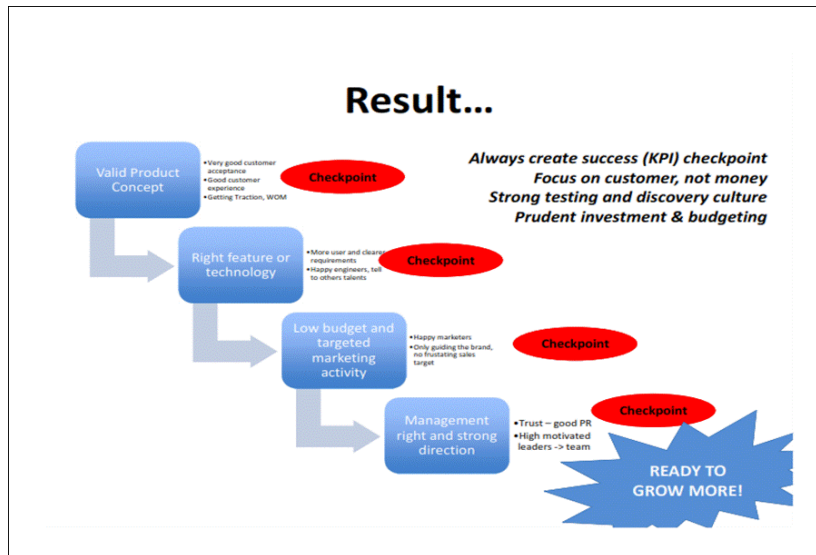 Result...
Always create success (KPI) checkpoint
Focus on customer, not money
Strong testing and discovery culture
Prudent investment & budgeting
Valid Product
Concept
•Very good customer
acceptance
•Good customer
experience
•Getting Traction, WOM
Checkpoint
Right feature or
technology
•More user and clearer
requirements
•Happy engineers, tell
to others talents
Checkpoint
Low budget and
targeted
marketing
activity
•Happy marketers
•Only guiding the brand,
no frustating sales
target
Checkpoint
Management
right and strong
direction
•Trust – good PR
•High motivated
leaders -> team
Checkpoint
READY TO
GROW MORE!